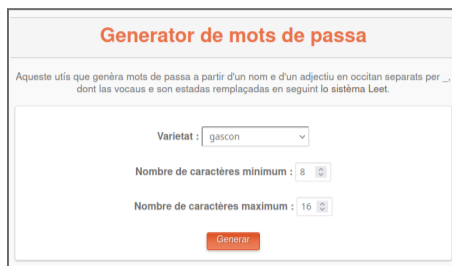 Generator de mots de passa
Aqueste utís que genèra mots de passa a partir d'un nom e d'un adjectiu en occitan separats per _,
dont las vocaus e son estadas remplaçadas en seguint lo sistèma Leet.
Varietat : gascon
Nombre de caractères minimum : 8
Nombre de caractères maximum : 16
Generar